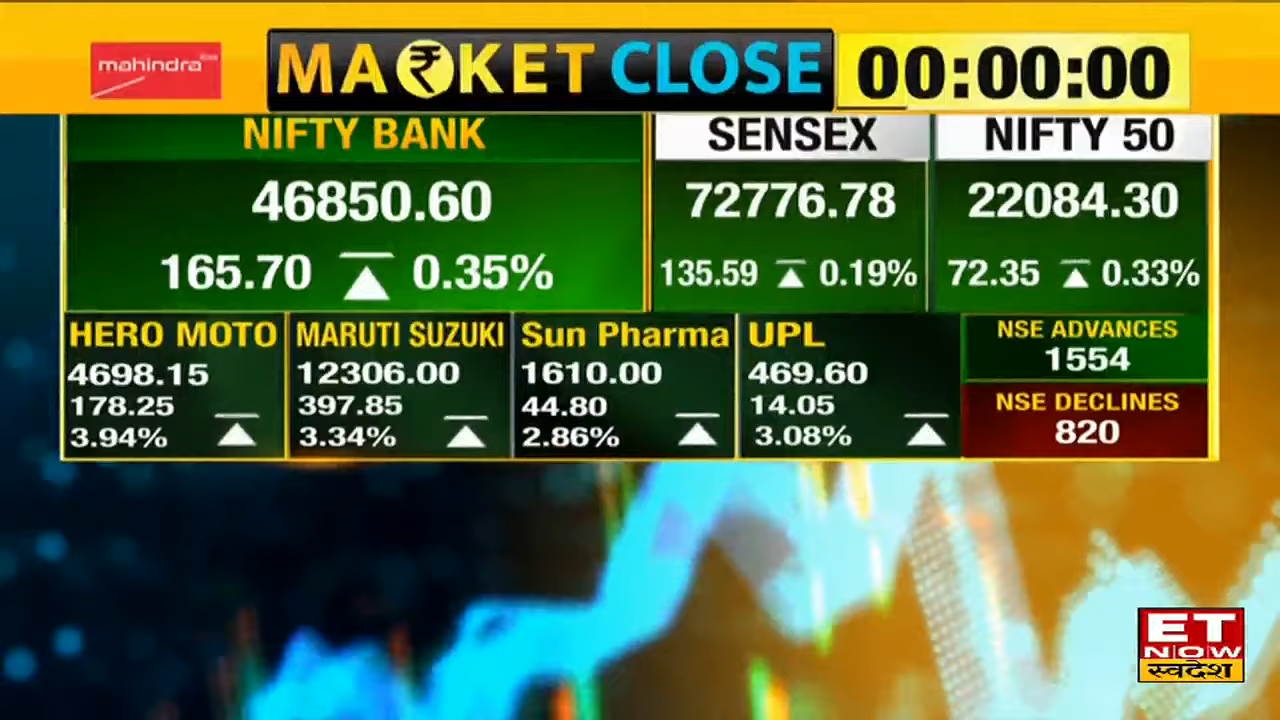 mahindra
MA₹KET CLOSE
00:00:00
NIFTY BANK
46850.60
165.70 0.35%
SENSEX
72776.78
135.59 0.19%
NIFTY 50
22084.30
72.35 0.33%
HERO MOTO
4698.15
178.25
3.94%
MARUTI SUZUKI
12306.00
397.85
3.34%
Sun Pharma
1610.00
44.80
2.86%
UPL
469.60
14.05
3.08%
NSE ADVANCES
1554
NSE DECLINES
820
ET
NOW
स्वदेश